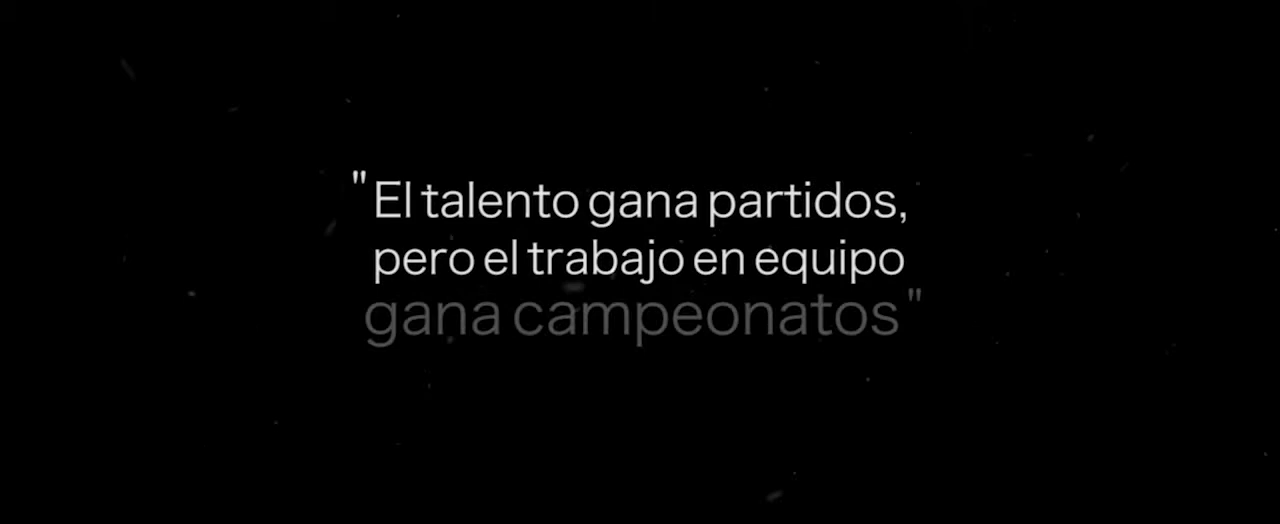 "El talento gana partidos,
pero el trabajo en equipo
gana campeonatos"